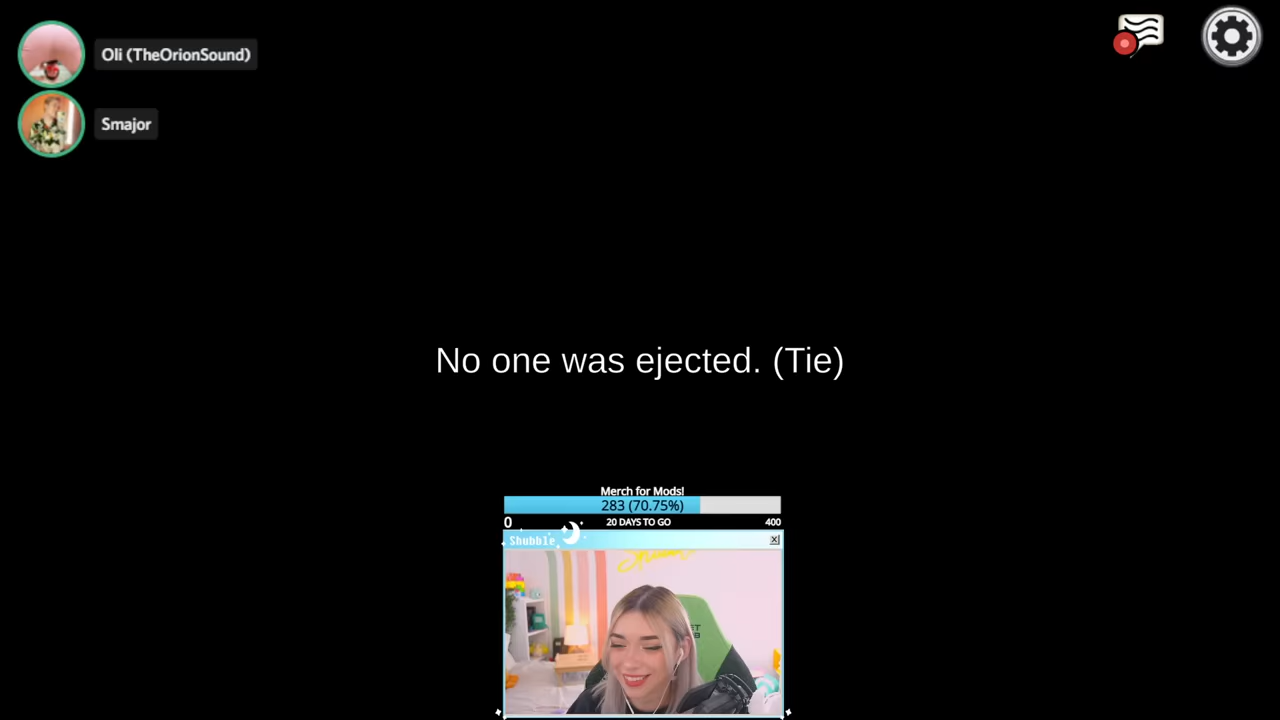 Oli (TheOrionSound)
Smajor
No one was ejected. (Tie)
Merch for Mods!
283 (70.75%)
0 20 DAYS TO GO 400
Shubble